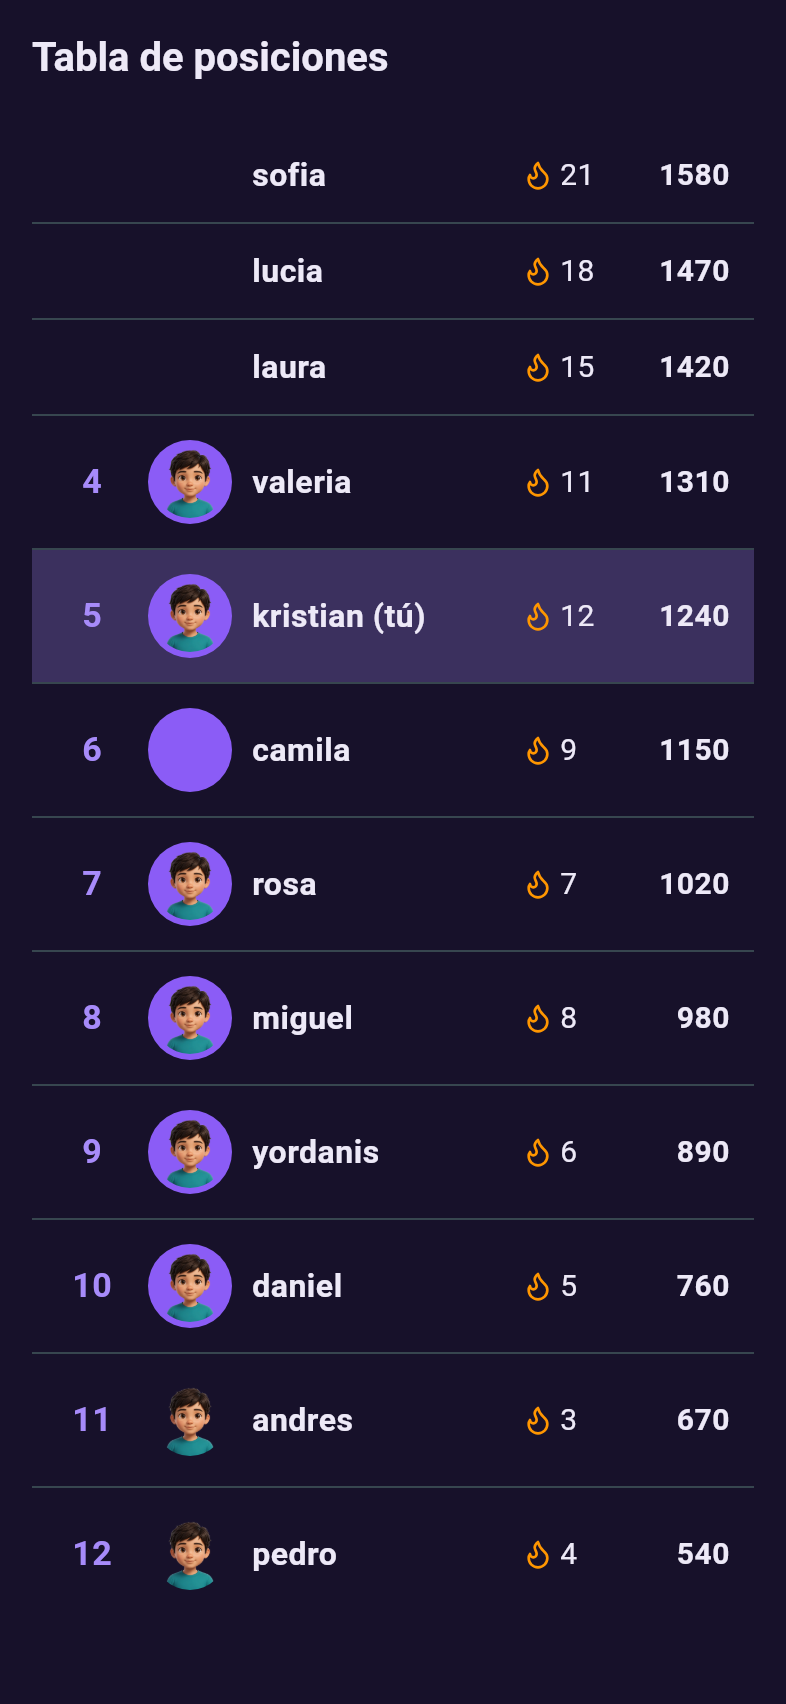 Tabla de posiciones
sofia 21 1580
lucia 18 1470
laura 15 1420
4 valeria 11 1310
5 kristian (tú) 12 1240
6 camila 9 1150
7 rosa 7 1020
8 miguel 8 980
9 yordanis 6 890
10 daniel 5 760
11 andres 3 670
12 pedro 4 540